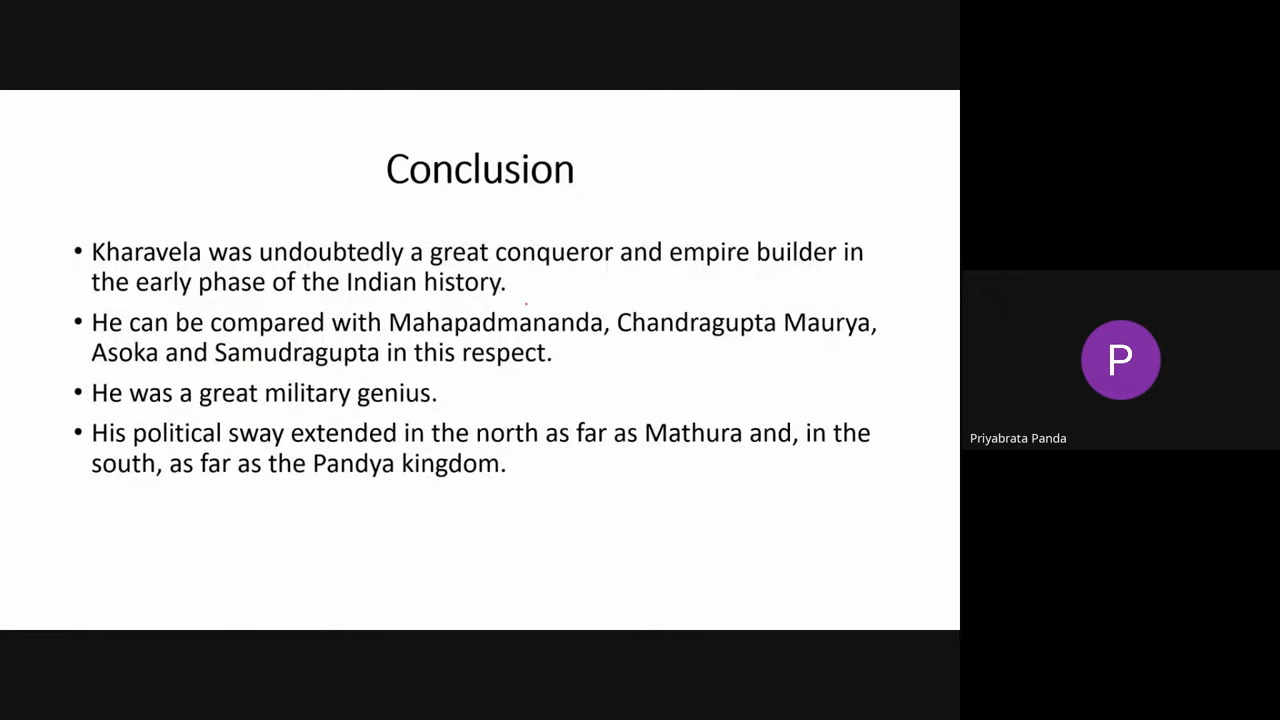 Conclusion
• Kharavela was undoubtedly a great conqueror and empire builder in
the early phase of the Indian history.
• He can be compared with Mahapadmananda, Chandragupta Maurya,
Asoka and Samudragupta in this respect.
• He was a great military genius.
• His political sway extended in the north as far as Mathura and, in the
south, as far as the Pandya kingdom.
P
Priyabrata Panda